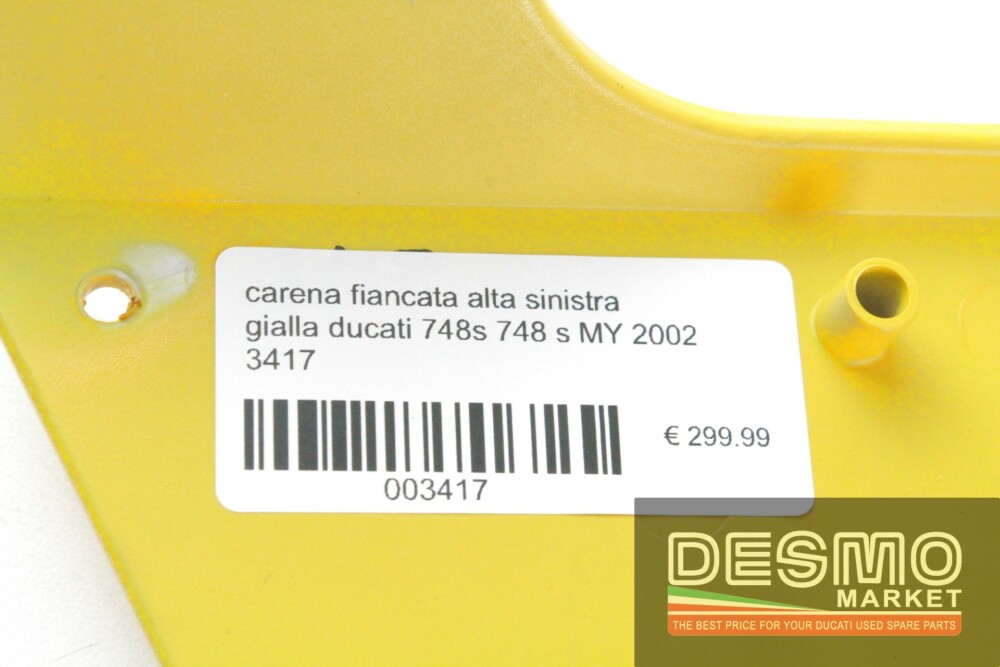 carena fiancata alta sinistra
gialla ducati 748s 748 s MY 2002
3417
€ 299.99
003417
DESMO
MARKET
THE BEST PRICE FOR YOUR DUCATI USED SPARE PARTS